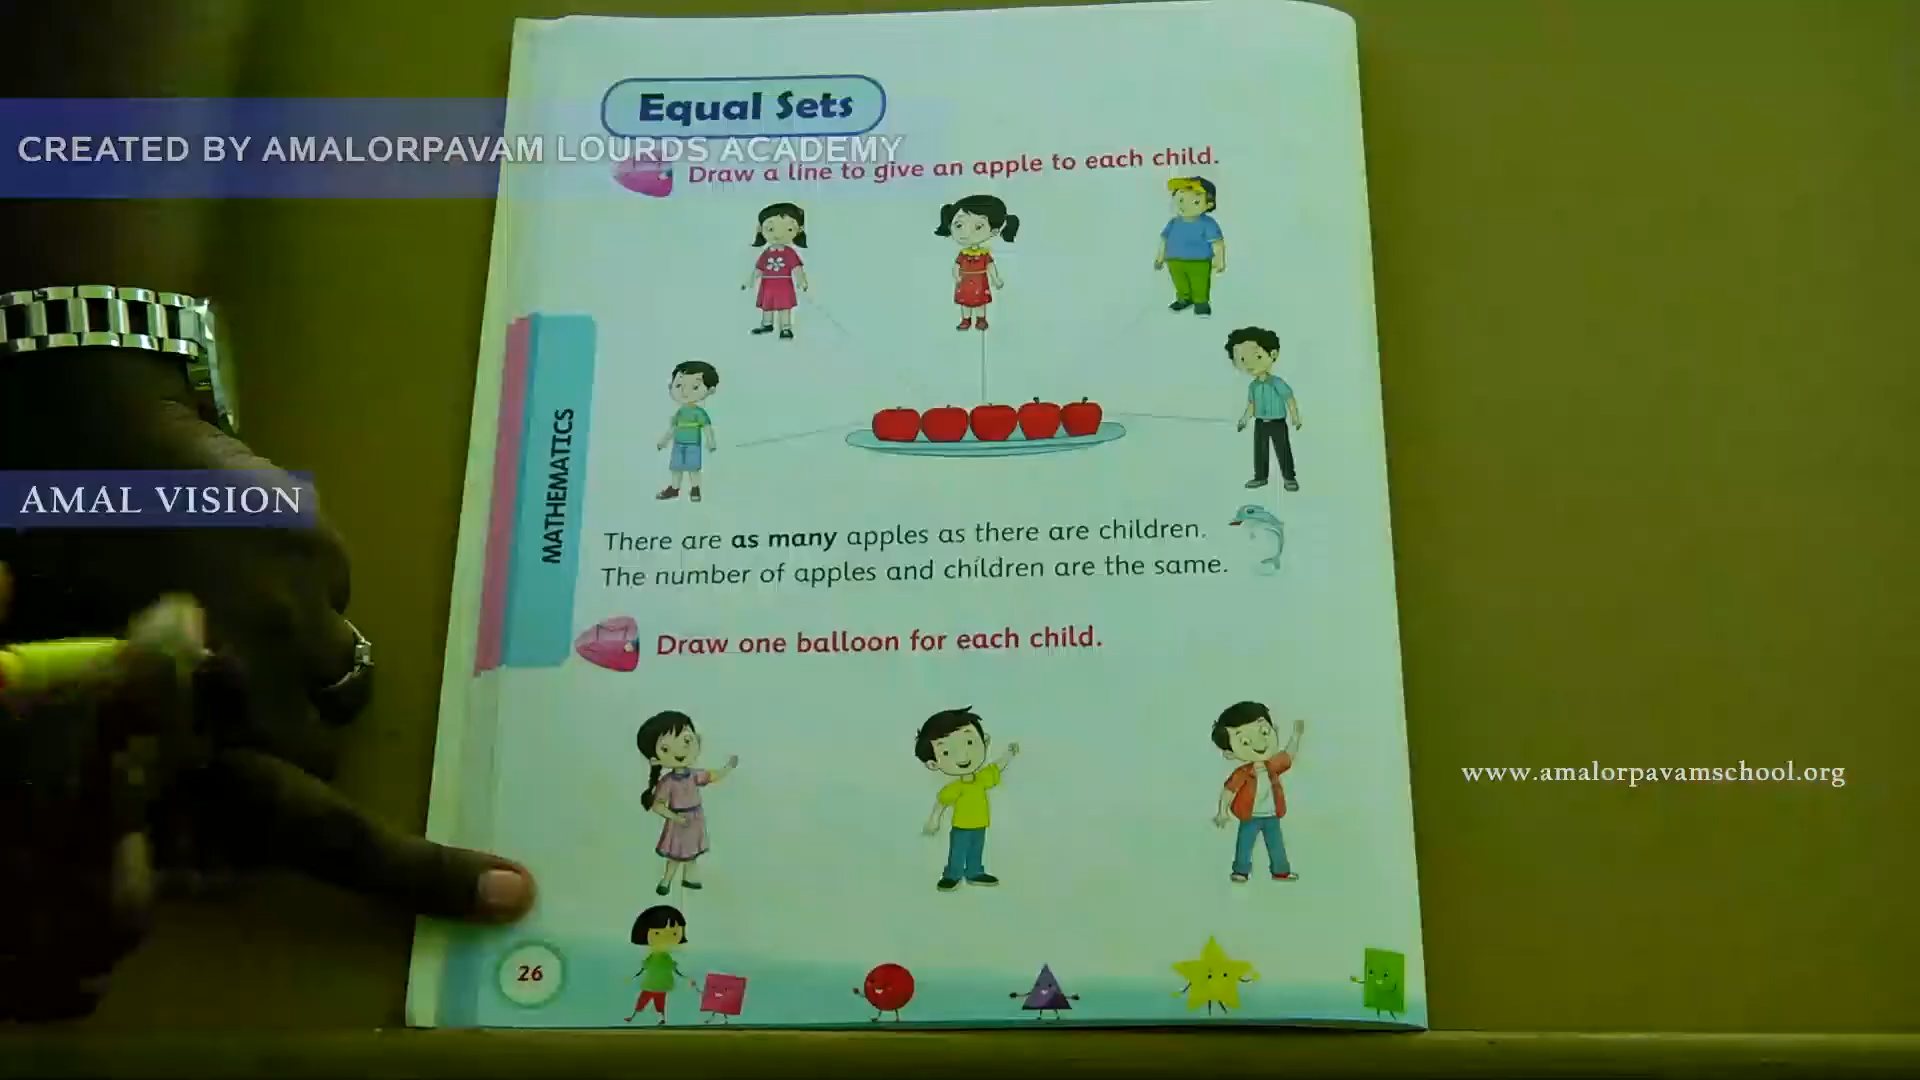 Equal Sets
CREATED BY AMALORPAVAM LOURDS ACADEMY
Draw a line to give an apple to each child.
MATHEMATICS
AMAL VISION
There are as many apples as there are children.
The number of apples and children are the same.
Draw one balloon for each child.
www.amalorpavamschool.org
26